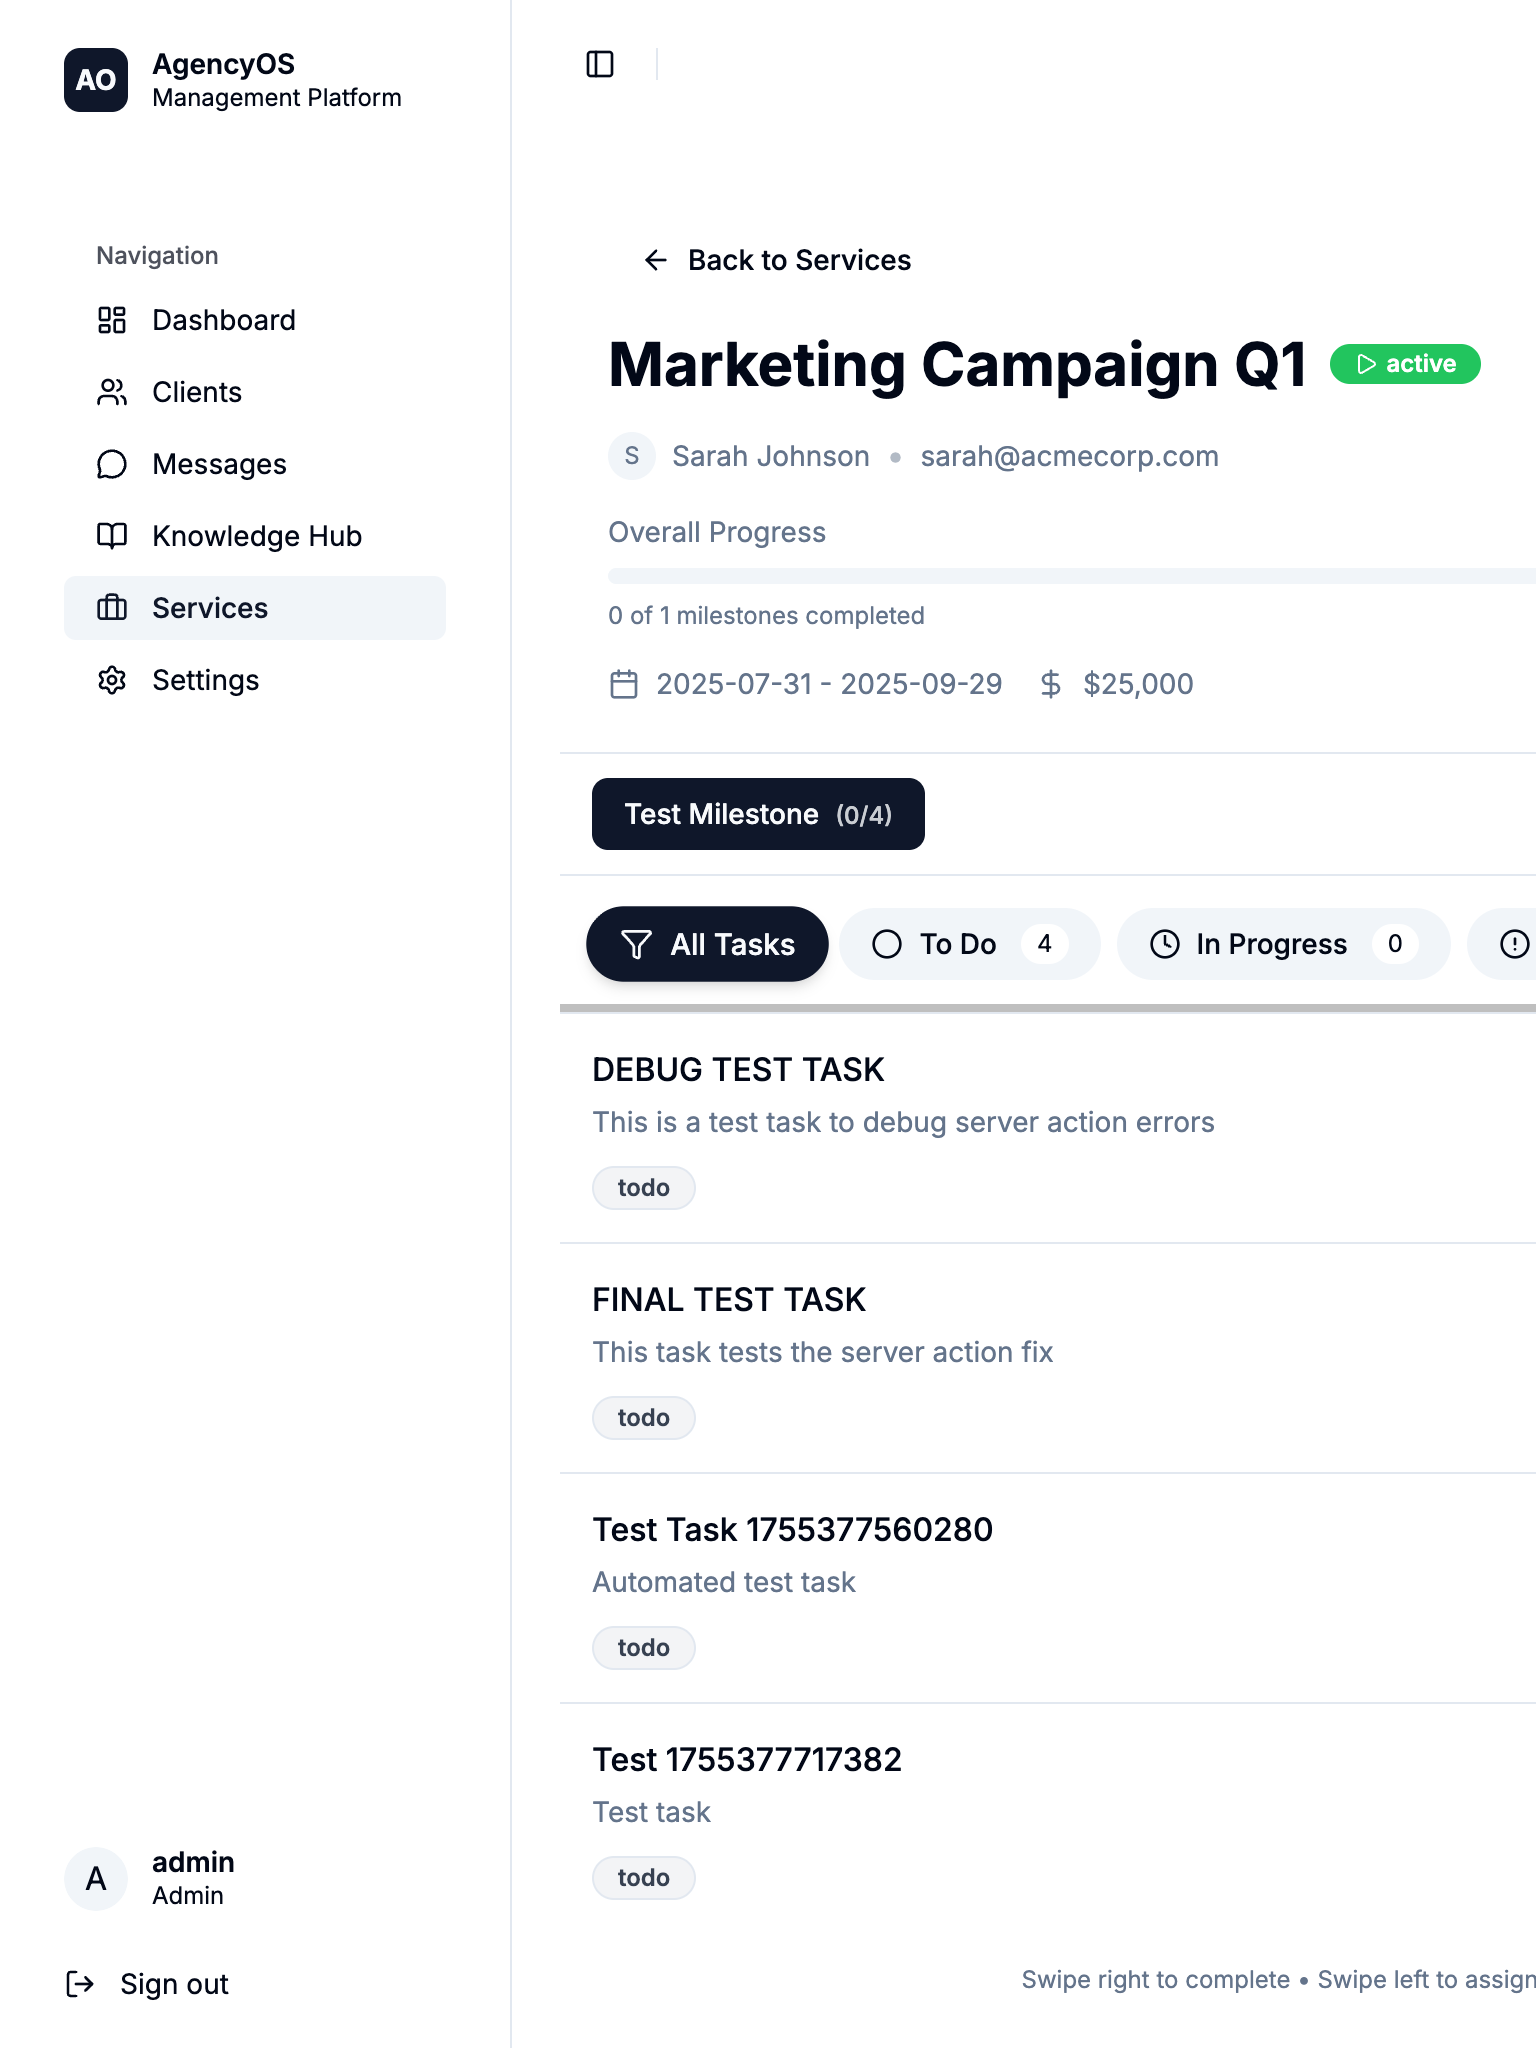 AO
AgencyOS
Management Platform
Navigation
Dashboard
Clients
Messages
Knowledge Hub
Services
Settings
A
admin
Admin
Sign out
Back to Services
Marketing Campaign Q1 active
S Sarah Johnson • sarah@acmecorp.com
Overall Progress
0 of 1 milestones completed
2025-07-31 - 2025-09-29 $25,000
Test Milestone (0/4)
All Tasks To Do 4 In Progress 0
DEBUG TEST TASK
This is a test task to debug server action errors
todo
FINAL TEST TASK
This task tests the server action fix
todo
Test Task 1755377560280
Automated test task
todo
Test 1755377717382
Test task
todo
Swipe right to complete • Swipe left to assign